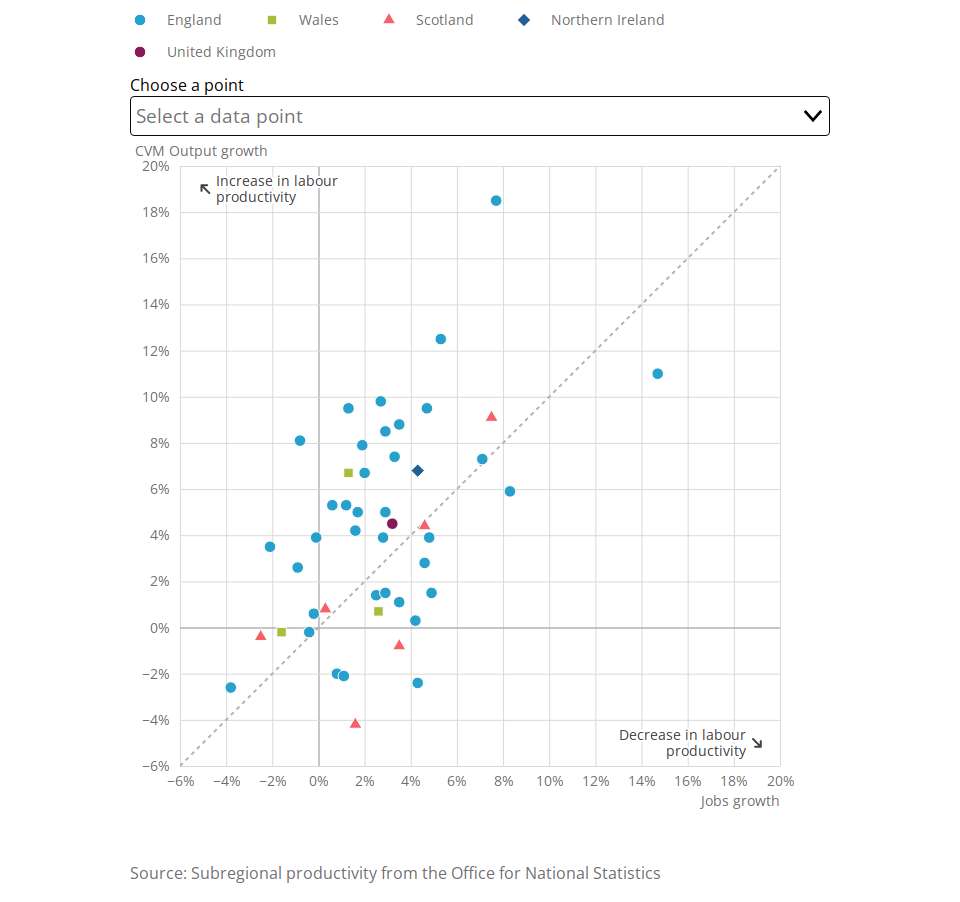 England Wales Scotland Northern Ireland
United Kingdom
Choose a point
Select a data point
CVM Output growth
20%
Increase in labour
productivity
18%
16%
14%
12%
10%
8%
6%
4%
2%
0%
−2%
−4%
Decrease in labour
productivity
−6%
−6% −4% −2% 0% 2% 4% 6% 8% 10% 12% 14% 16% 18% 20%
Jobs growth
Source: Subregional productivity from the Office for National Statistics